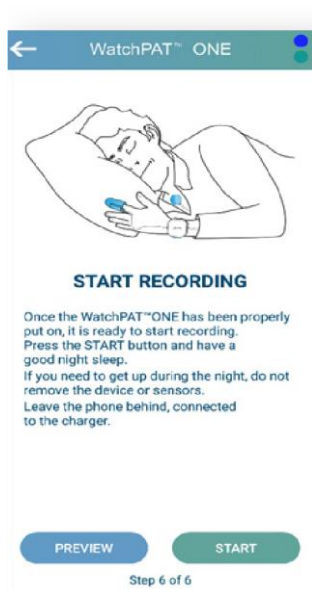 WatchPAT™ ONE
START RECORDING
Once the WatchPAT™ONE has been properly
put on, it is ready to start recording.
Press the START button and have a
good night sleep.
If you need to get up during the night, do not
remove the device or sensors.
Leave the phone behind, connected
to the charger.
PREVIEW START
Step 6 of 6